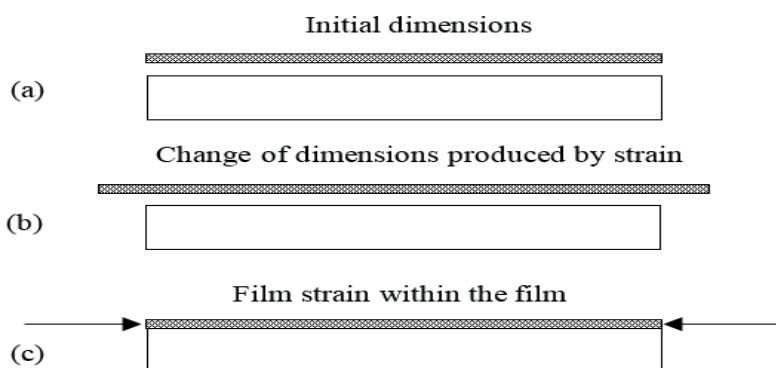 Initial dimensions
(a)
Change of dimensions produced by strain
(b)
Film strain within the film
(c)